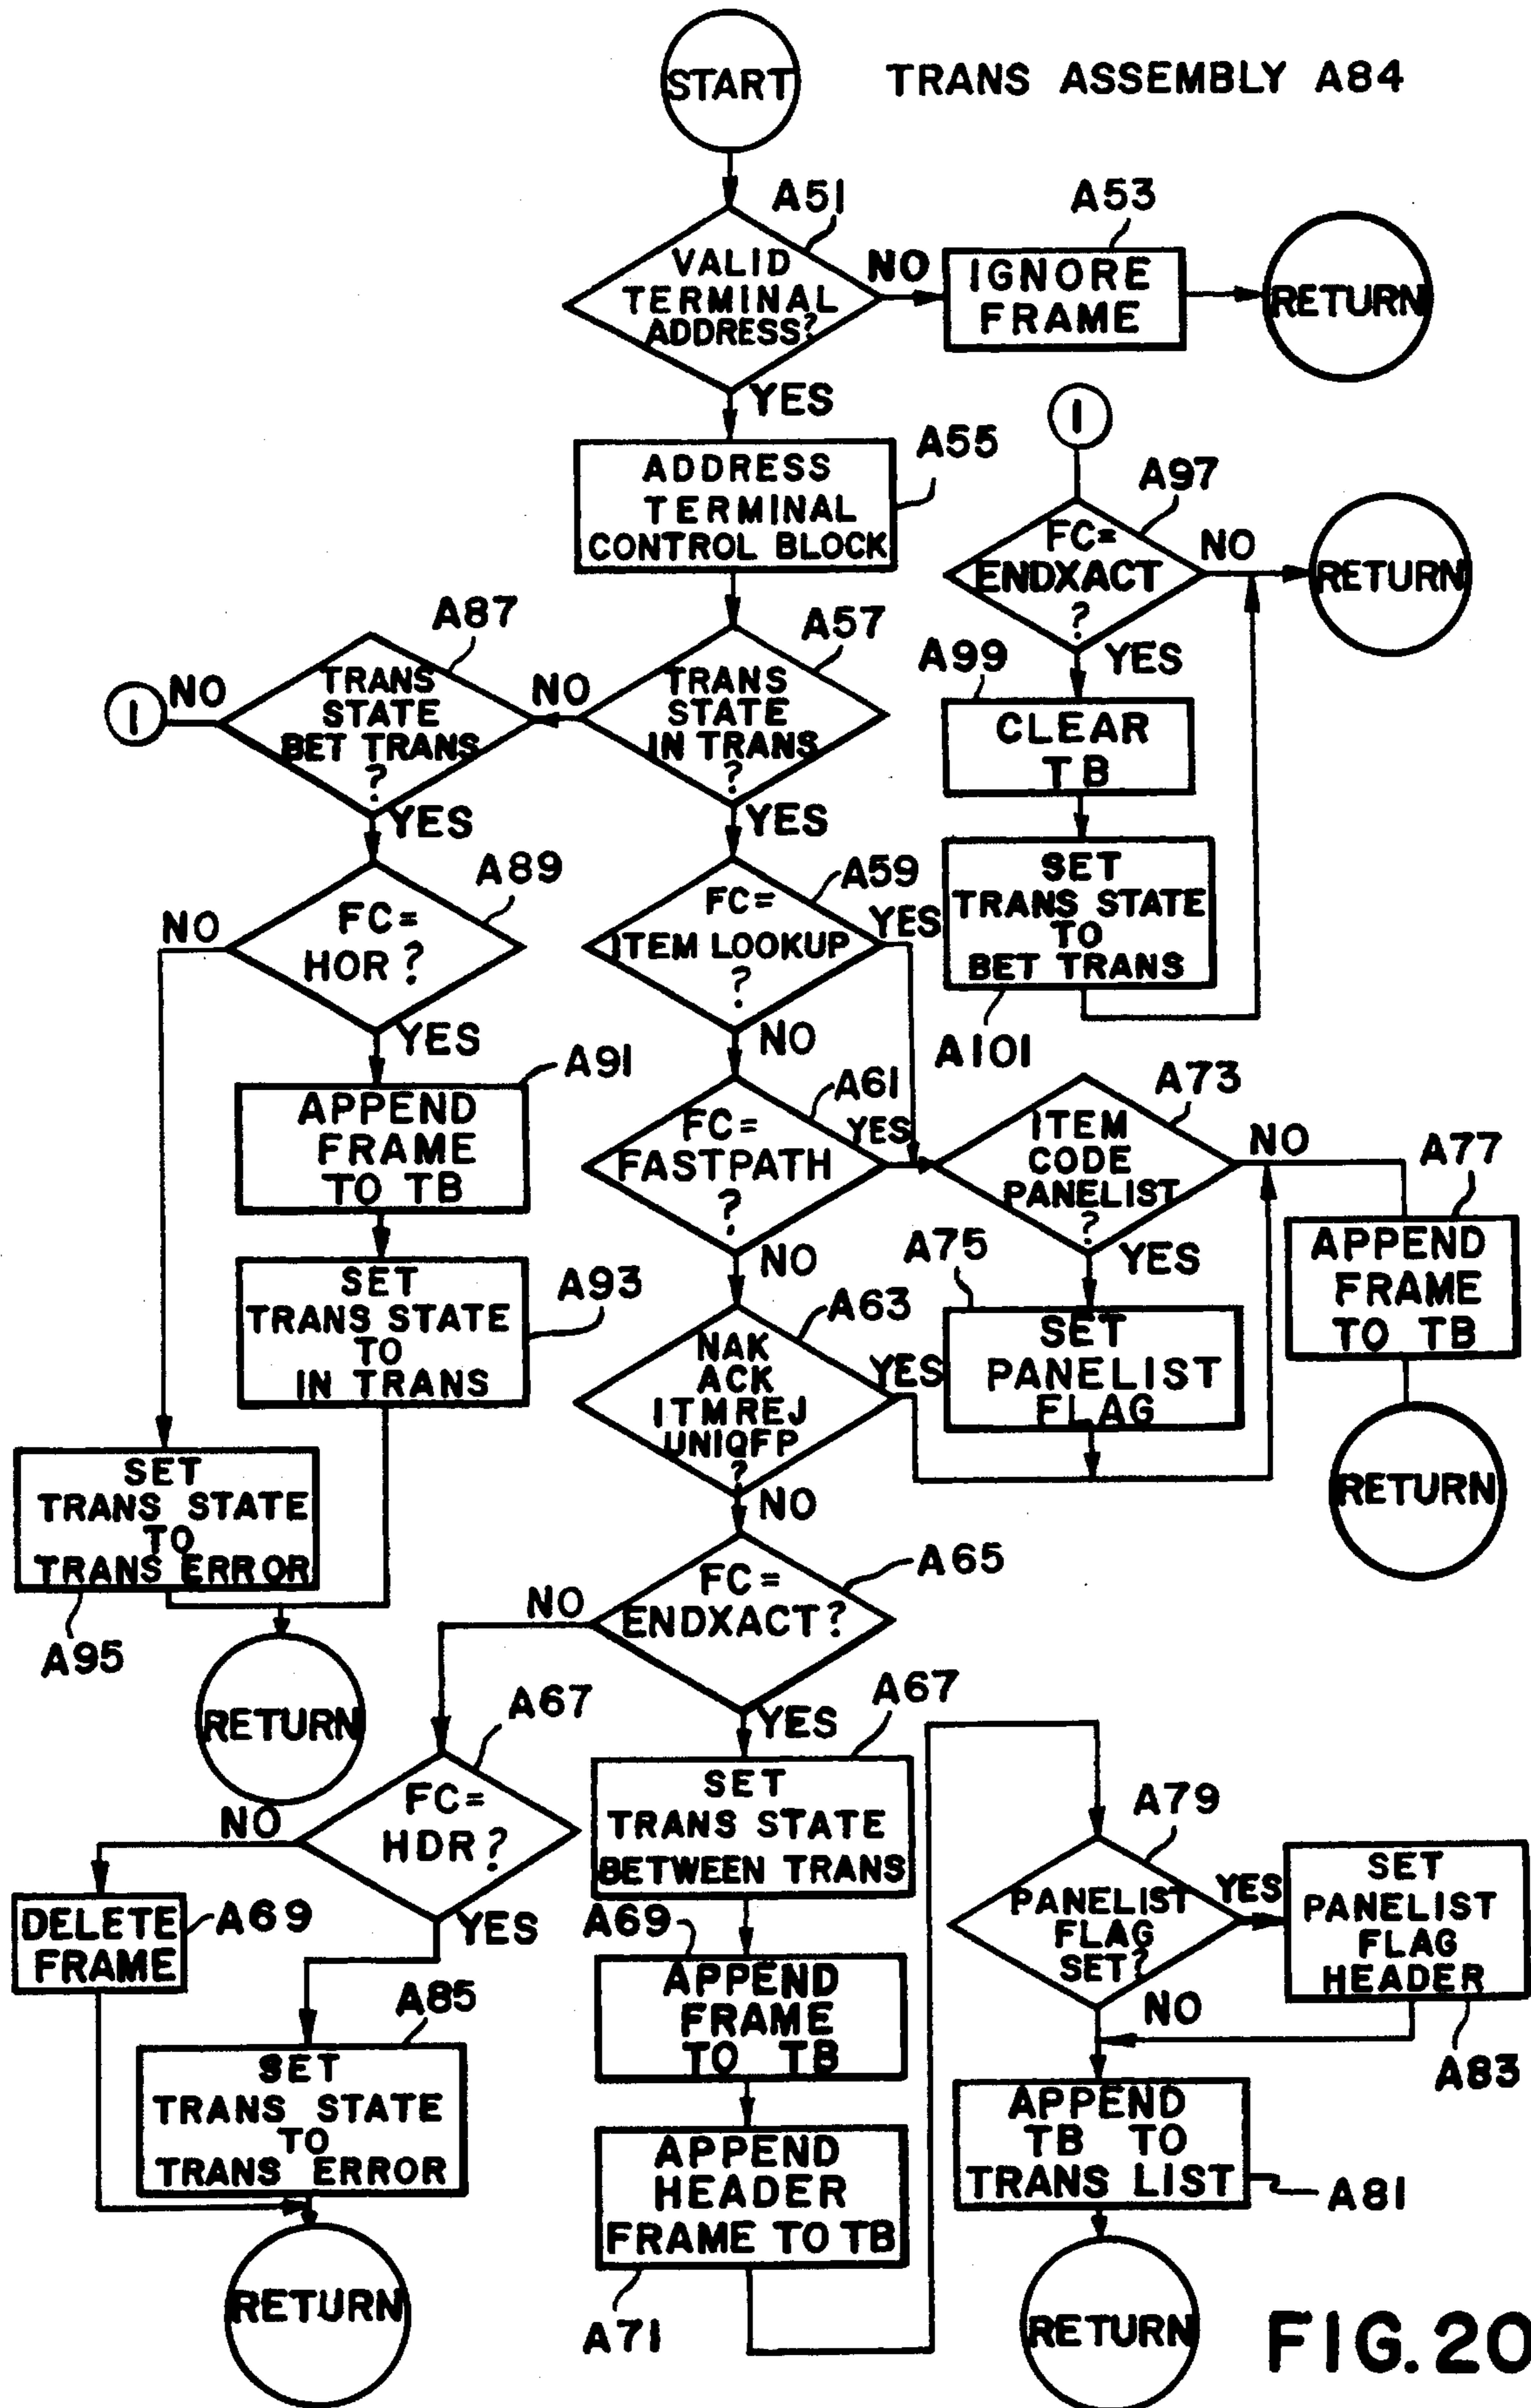 START
TRANS ASSEMBLY A84
A51
A53
VALID
TERMINAL
ADDRESS?
NO
IGNORE
FRAME
RETURN
YES
1
A55
ADDRESS
TERMINAL
CONTROL BLOCK
A97
FC=
ENDXACT
?
NO
RETURN
YES
A87
A57
A99
NO
TRANS
STATE
BET TRANS
?
NO
TRANS
STATE
IN TRANS
?
1
CLEAR
TB
YES
YES
A89
A59
SET
TRANS STATE
TO
BET TRANS
NO
FC=
HOR?
FC=
ITEM LOOKUP
?
YES
YES
NO
A101
A91
A61
A73
APPEND
FRAME
TO TB
FC=
FASTPATH
?
YES
ITEM
CODE
PANELIST
?
NO
A77
NO
A75
YES
APPEND
FRAME
TO TB
SET
TRANS STATE
TO
IN TRANS
A93
A63
NAK
ACK
ITMREJ
UNIQFP
?
YES
SET
PANELIST
FLAG
RETURN
SET
TRANS STATE
TO
TRANS ERROR
NO
A95
A65
NO
FC=
ENDXACT?
RETURN
A67
YES
A67
NO
FC=
HDR?
SET
TRANS STATE
BETWEEN TRANS
A79
DELETE
FRAME
A69
YES
A69
PANELIST
FLAG
SET?
YES
SET
PANELIST
FLAG
HEADER
NO
A83
A85
APPEND
FRAME
TO TB
SET
TRANS STATE
TO
TRANS ERROR
APPEND
TB TO
TRANS LIST
A81
APPEND
HEADER
FRAME TO TB
RETURN
A71
RETURN
FIG. 20